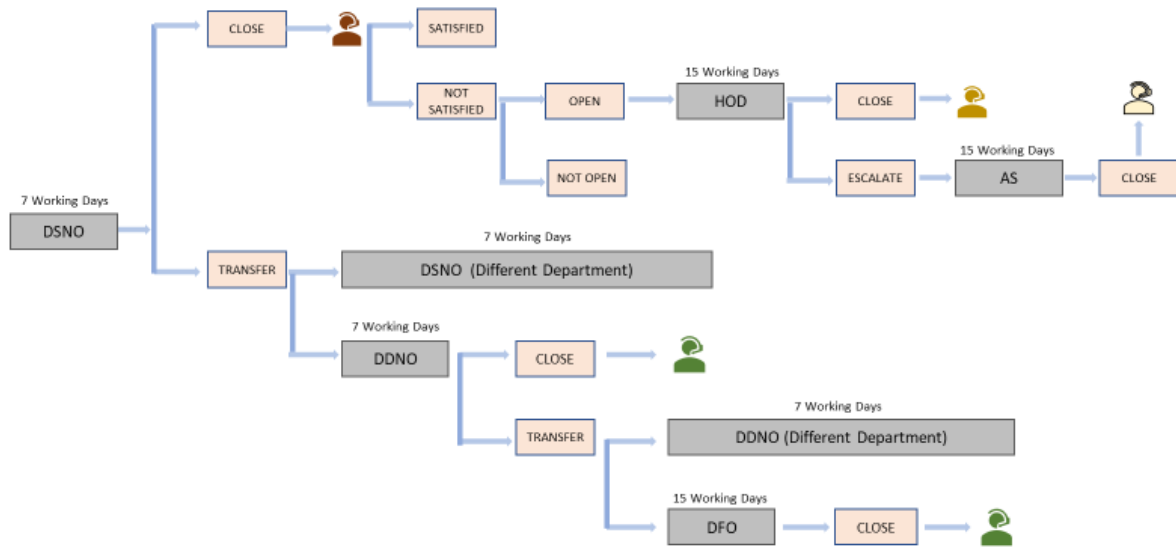 CLOSE
SATISFIED
NOT
SATISFIED
OPEN
15 Working Days
HOD
CLOSE
NOT OPEN
ESCALATE
15 Working Days
AS
CLOSE
7 Working Days
DSNO
TRANSFER
7 Working Days
DSNO (Different Department)
7 Working Days
DDNO
CLOSE
TRANSFER
7 Working Days
DDNO (Different Department)
15 Working Days
DFO
CLOSE